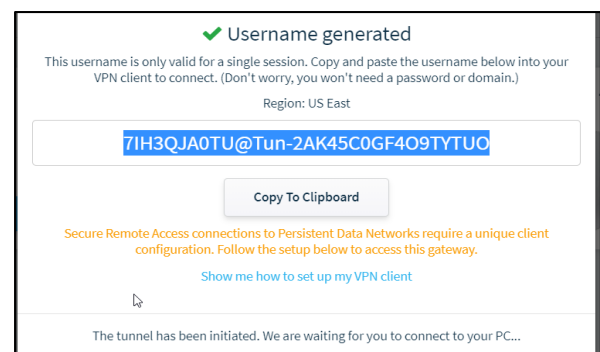 Username generated
This username is only valid for a single session. Copy and paste the username below into your
VPN client to connect. (Don't worry, you won't need a password or domain.)
Region: US East
7IH3QJA0TU@Tun-2AK45C0GF4O9TYTUO
Copy To Clipboard
Secure Remote Access connections to Persistent Data Networks require a unique client
configuration. Follow the setup below to access this gateway.
Show me how to set up my VPN client
The tunnel has been initiated. We are waiting for you to connect to your PC...